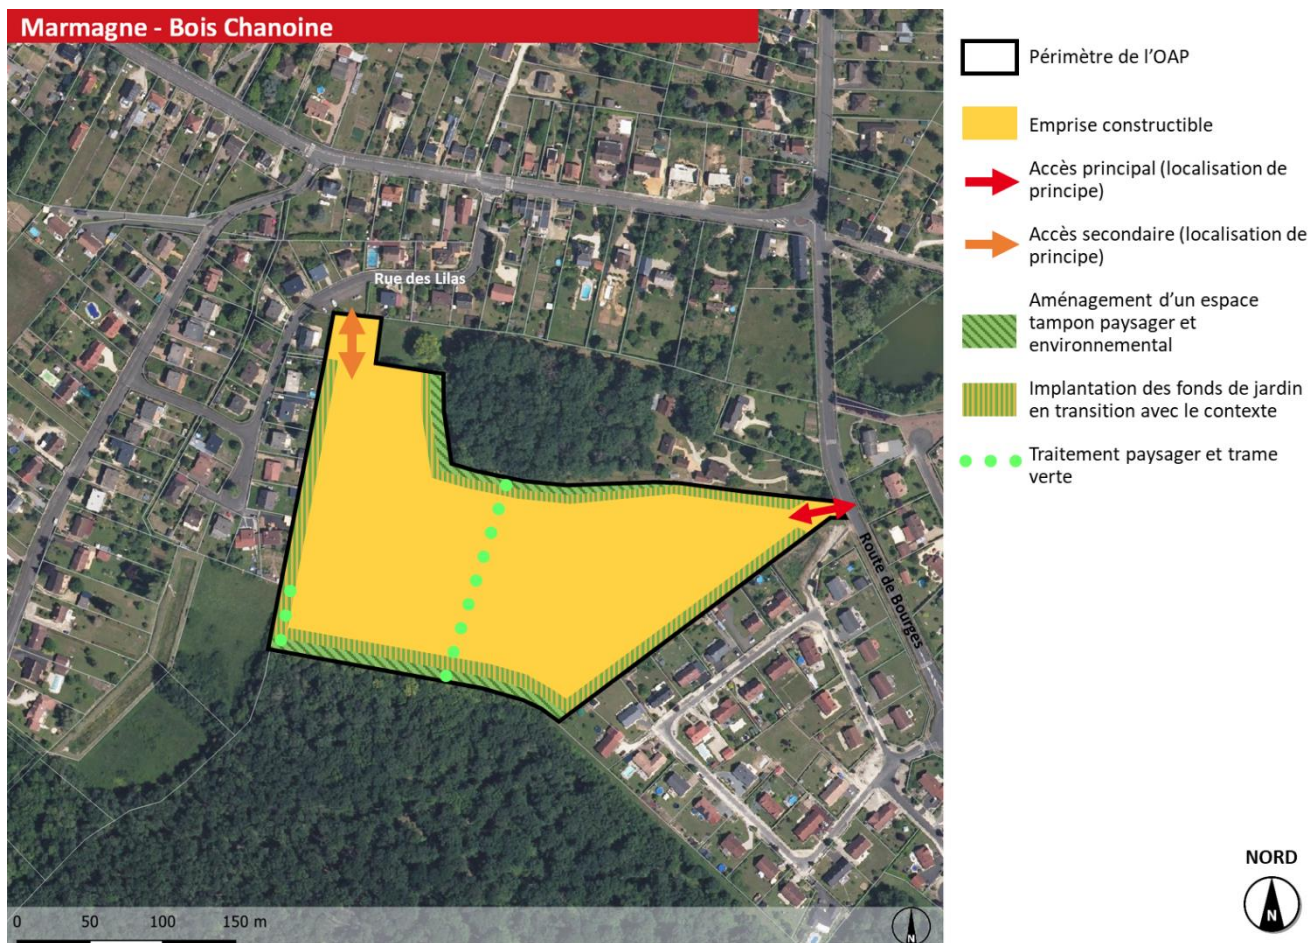 Marmagne - Bois Chanoine
Périmètre de l'OAP
Emprise constructible
Accès principal (localisation de
principe)
Accès secondaire (localisation de
principe)
Aménagement d'un espace
tampon paysager et
environnemental
Implantation des fonds de jardin
en transition avec le contexte
Traitement paysager et trame
verte
Rue des Lilas
Route de Bourges
NORD
N
0 50 100 150 m
N